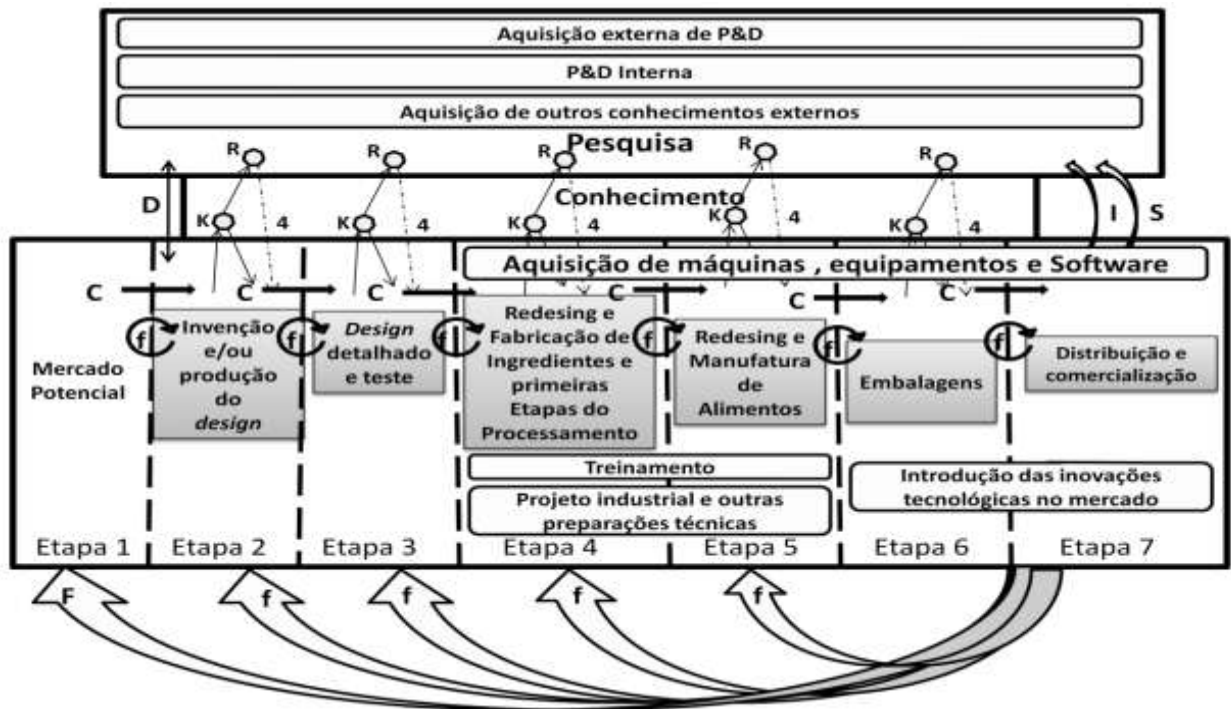 Aquisição externa de P&D
P&D Interna
Aquisição de outros conhecimentos externos
Pesquisa
R R R R R
Conhecimento
D
K 4 K 4 K 4 K 4 K 4
I S
Aquisição de máquinas , equipamentos e Software
C C C C C C
f f f f f f
Mercado
Potencial
Invenção
e/ou
produção
do
design
Design
detalhado
e teste
Redesing e
Fabricação de
Ingredientes e
primeiras
Etapas do
Processamento
Redesing e
Manufatura
de
Alimentos
Embalagens
Distribuição e
comercialização
Treinamento
Projeto industrial e outras
preparações técnicas
Introdução das inovações
tecnológicas no mercado
Etapa 1 Etapa 2 Etapa 3 Etapa 4 Etapa 5 Etapa 6 Etapa 7
F f f f f